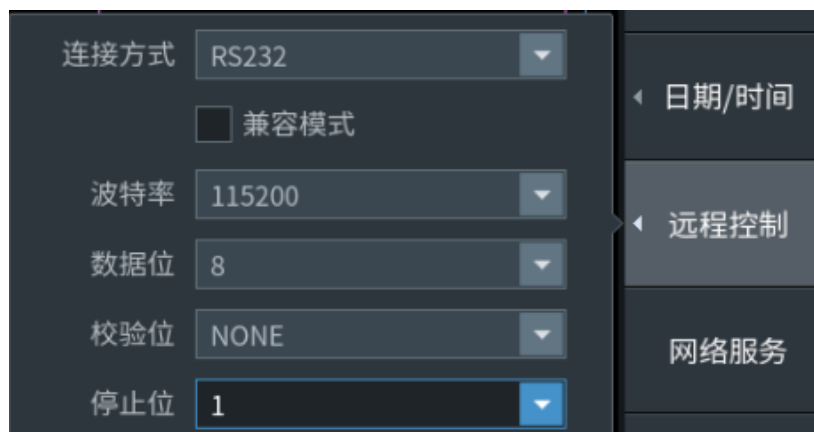 连接方式 RS232
兼容模式
波特率 115200
数据位 8
校验位 NONE
停止位 1
日期/时间
远程控制
网络服务